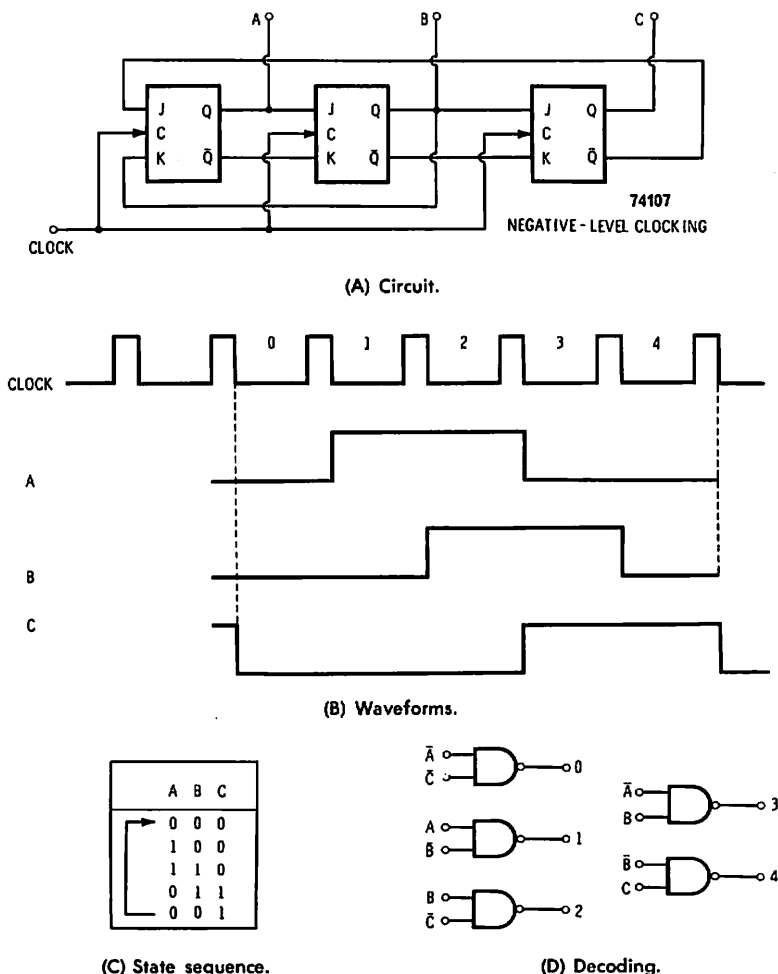 A B C
J Q J Q J Q
C C C
K Q̄ K Q̄ K Q̄
74107
NEGATIVE-LEVEL CLOCKING
CLOCK
(A) Circuit.
0 1 2 3 4
CLOCK
A
B
C
(B) Waveforms.
A B C
0 0 0
1 0 0
1 1 0
0 1 1
0 0 1
(C) State sequence.
Ā
C̄
0
A
B̄
1
B
C̄
2
Ā
B
3
B̄
C
4
(D) Decoding.